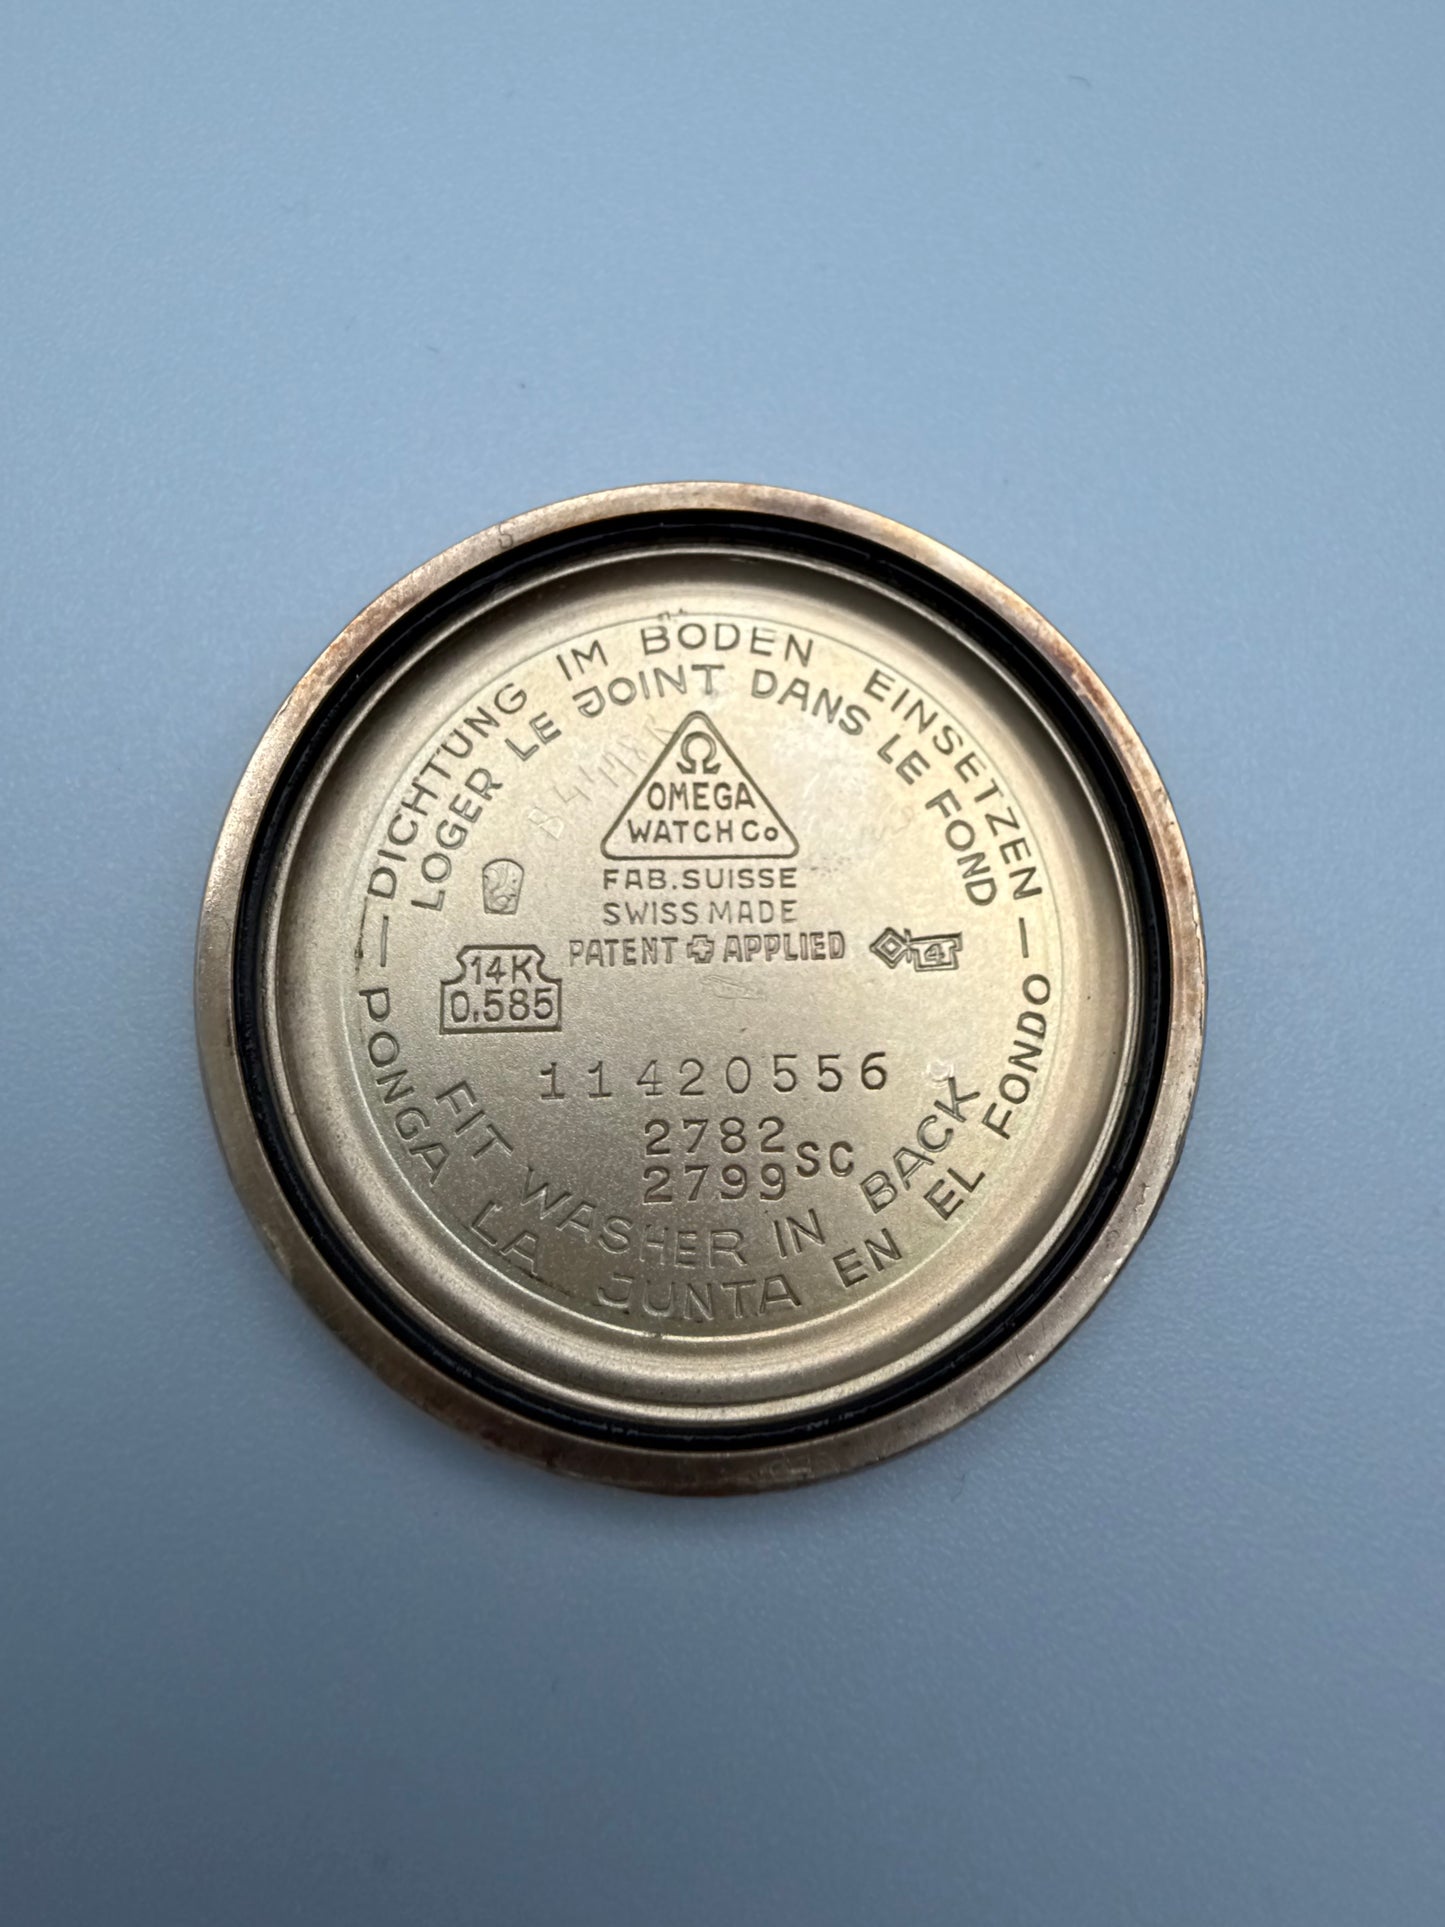 DICHTUNG IM BODEN EINSETZEN
LOGER LE JOINT DANS LE FOND
Ω
OMEGA
WATCH Co
FAB. SUISSE
SWISS MADE
PATENT APPLIED
4
14K
0,585
11420556
2782
2799 SC
FIT WASHER IN BACK
PONGA LA JUNTA EN EL FONDO